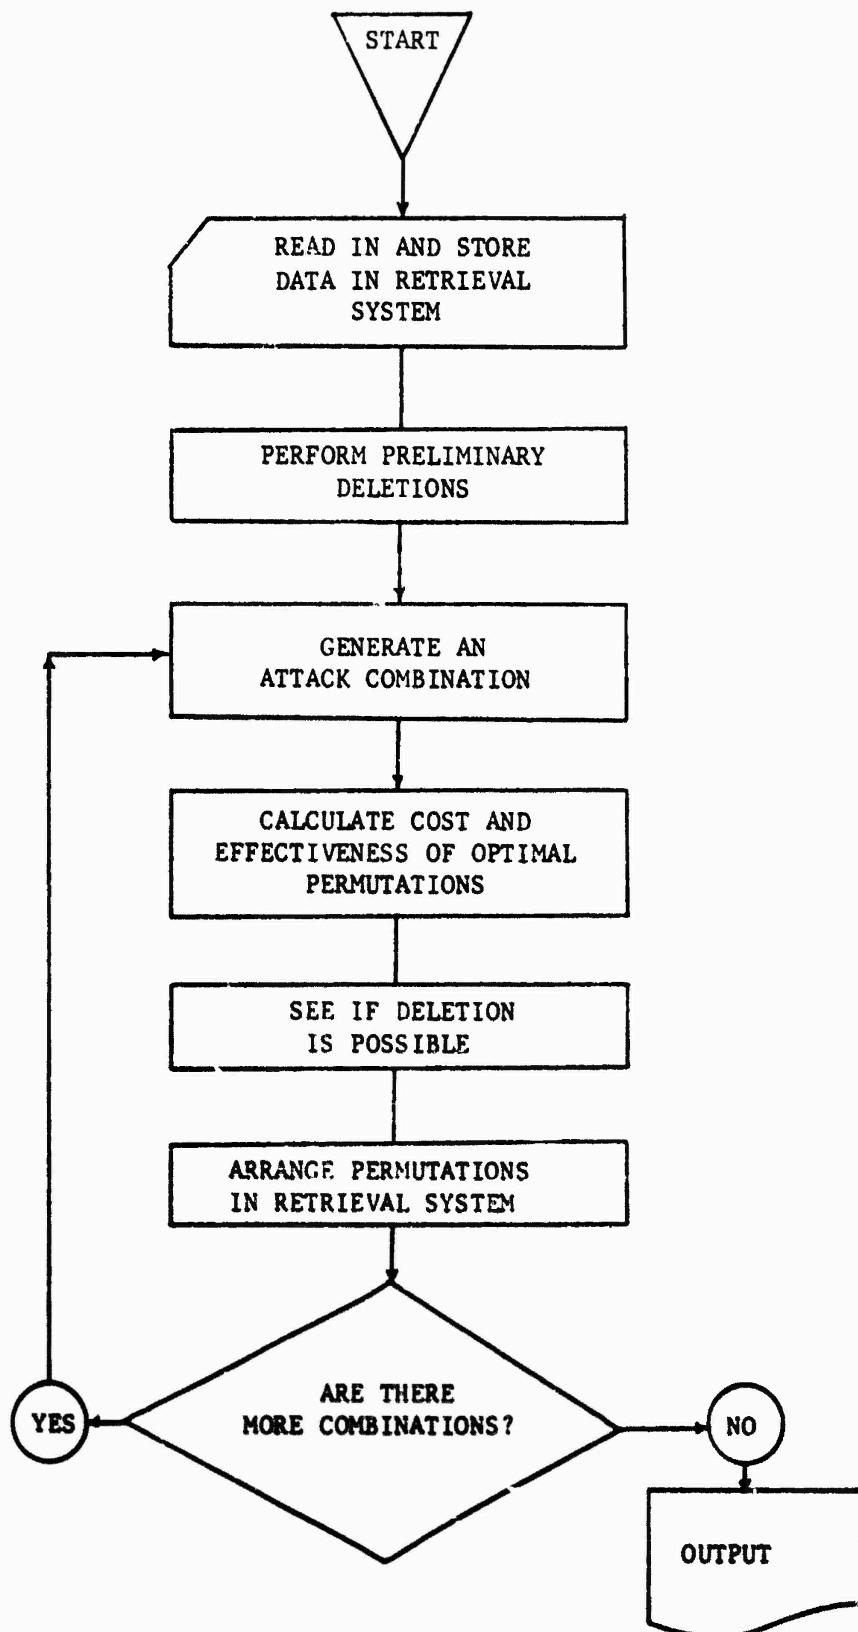 START
READ IN AND STORE
DATA IN RETRIEVAL
SYSTEM
PERFORM PRELIMINARY
DELETIONS
GENERATE AN
ATTACK COMBINATION
CALCULATE COST AND
EFFECTIVENESS OF OPTIMAL
PERMUTATIONS
SEE IF DELETION
IS POSSIBLE
ARRANGE PERMUTATIONS
IN RETRIEVAL SYSTEM
ARE THERE
MORE COMBINATIONS?
YES
NO
OUTPUT